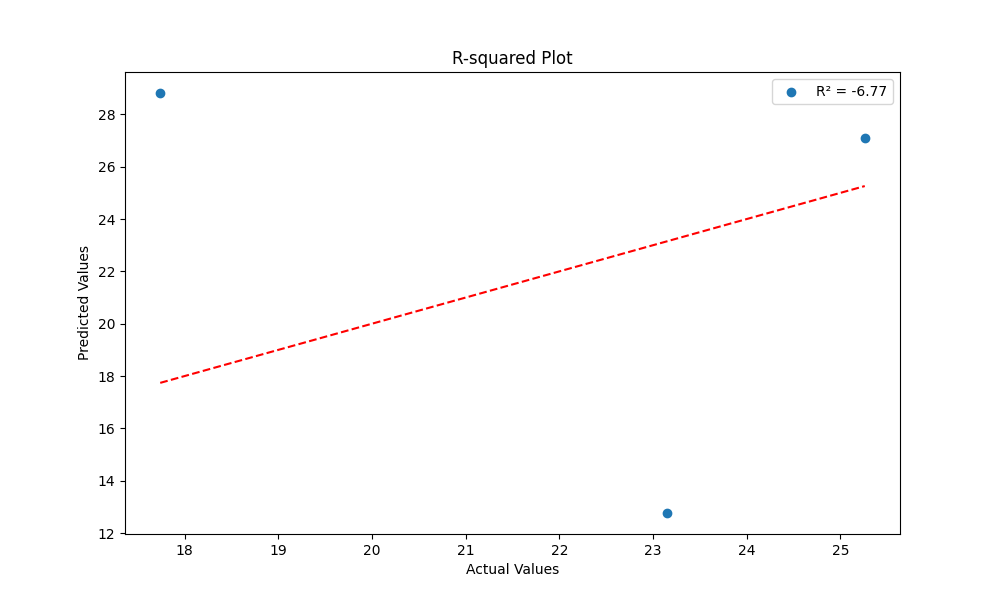 R-squared Plot
R² = -6.77
28
26
24
22
20
18
16
14
12
Predicted Values
18 19 20 21 22 23 24 25
Actual Values